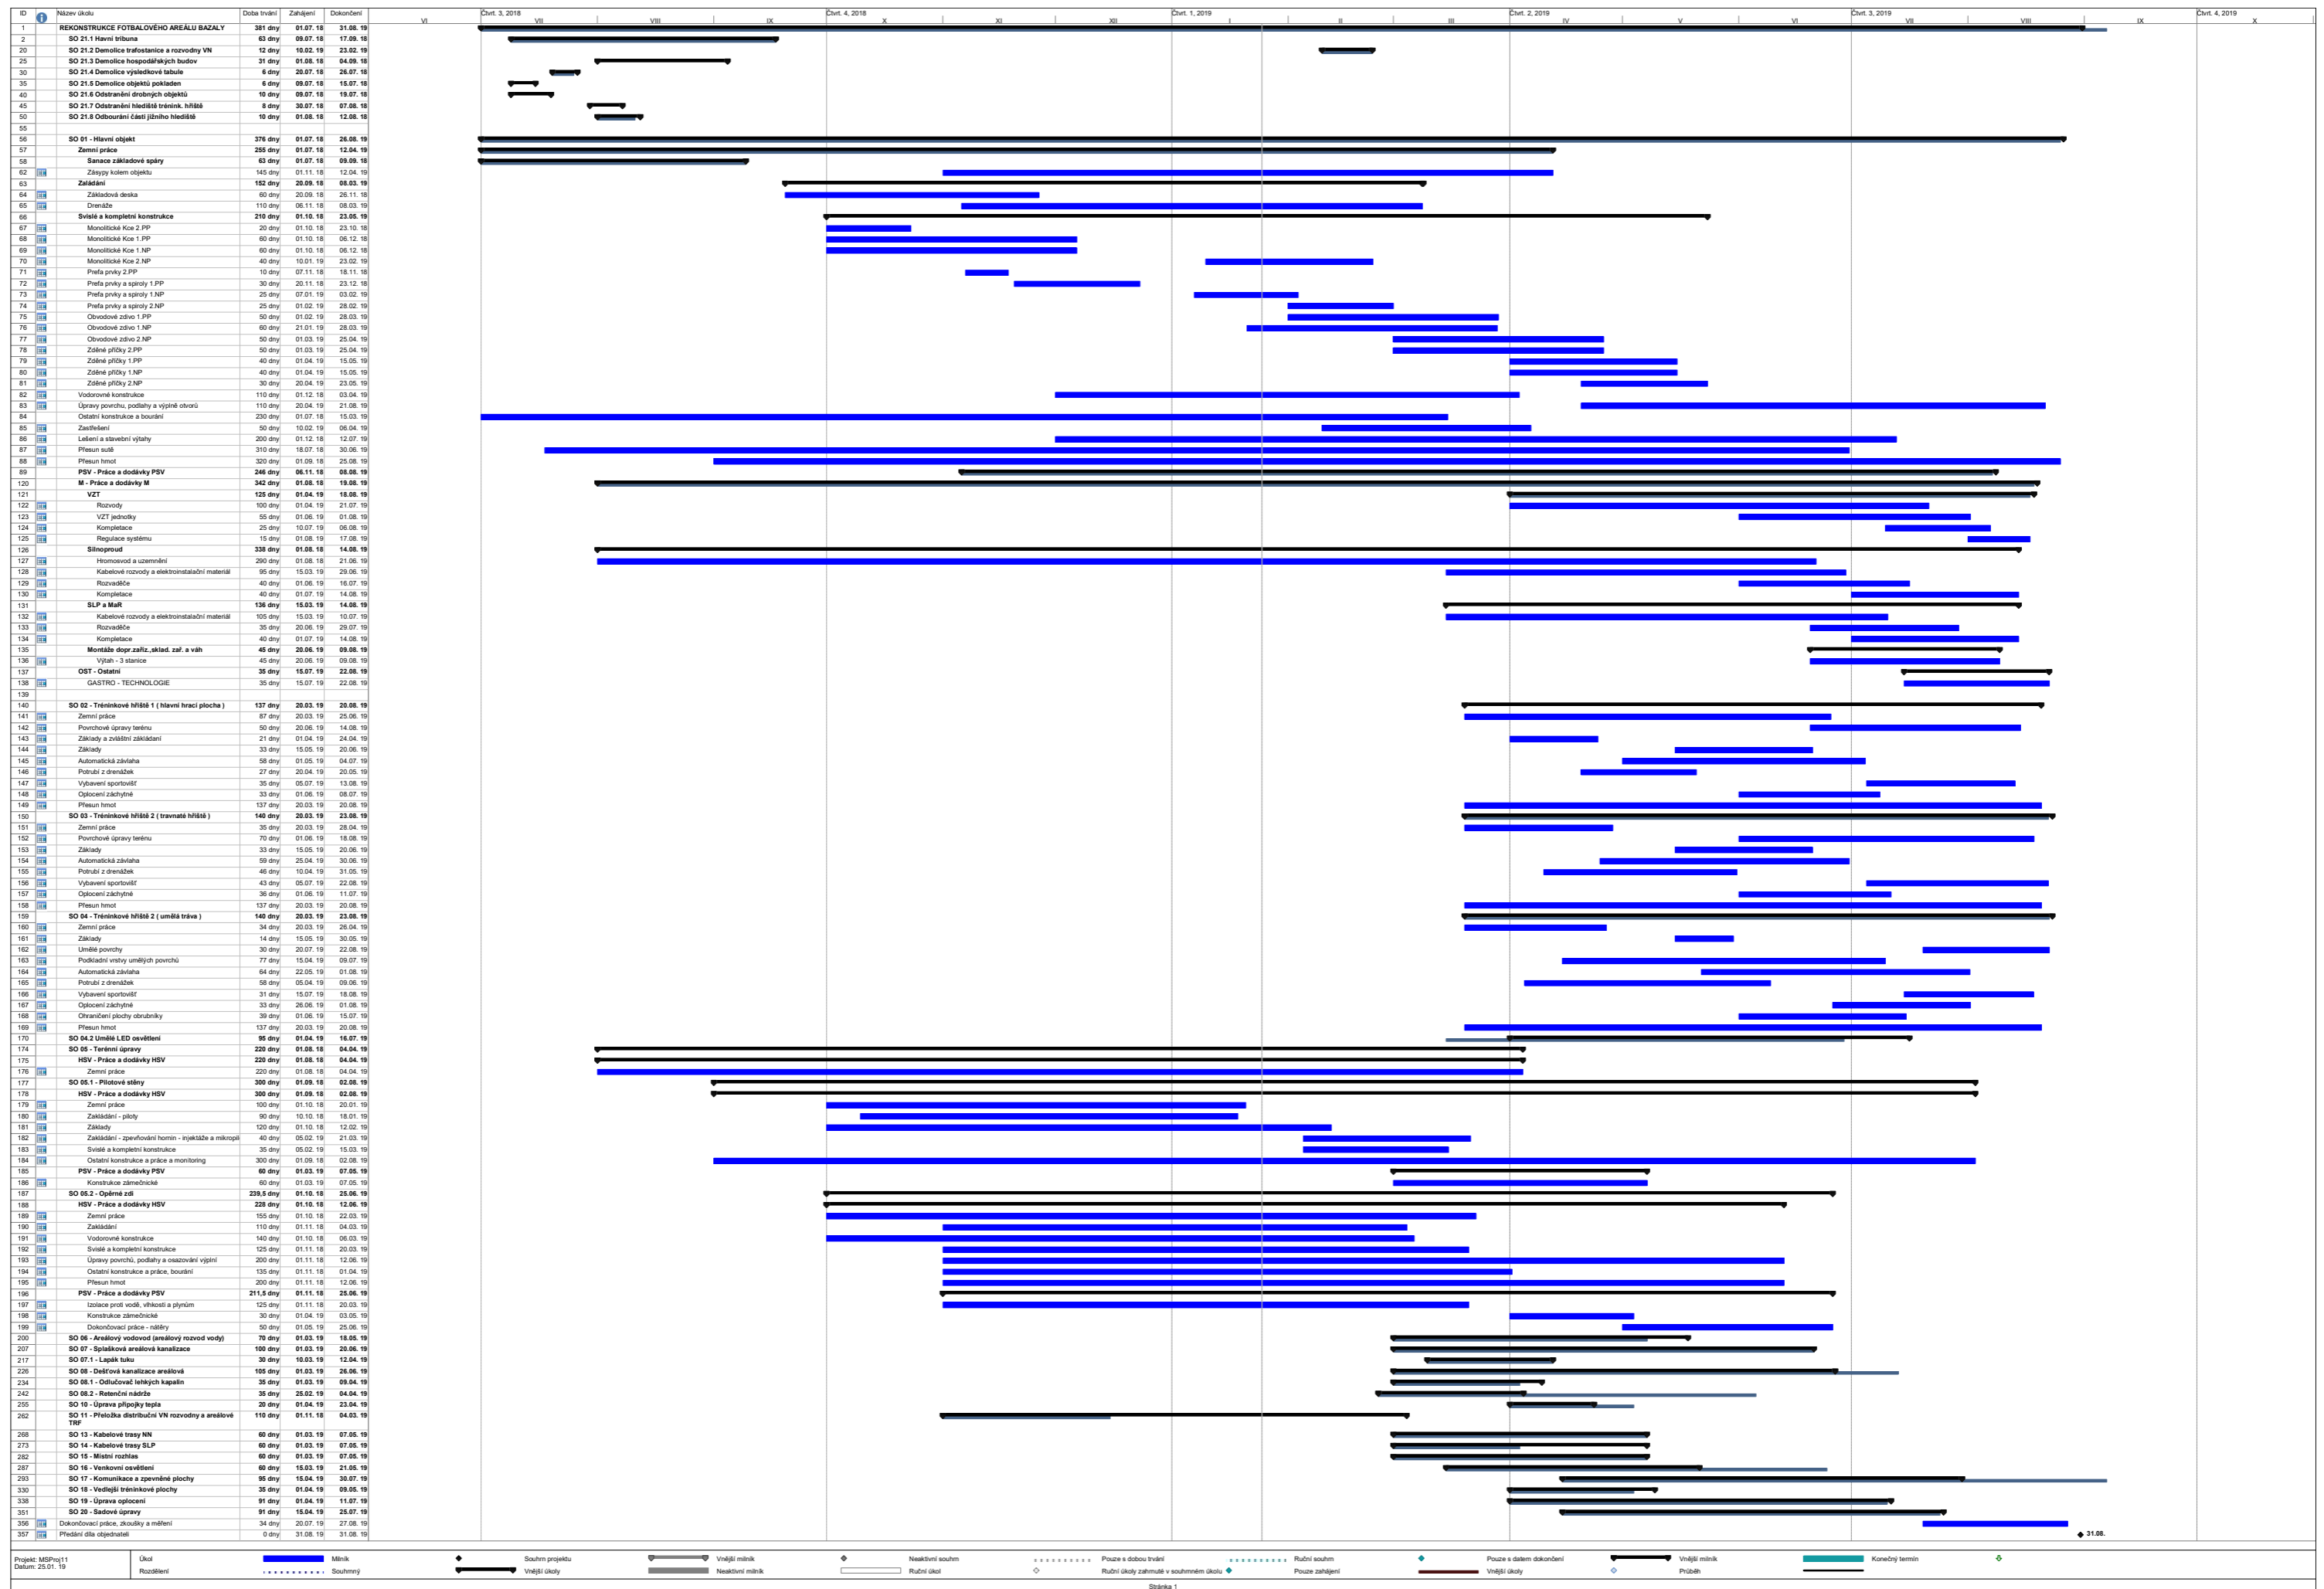 ID Název úkolu Doba trvání Zahájení Dokončení Čtvrt. 3, 2018 Čtvrt. 4, 2018 Čtvrt. 1, 2019 Čtvrt. 2, 2019 Čtvrt. 3, 2019 Čtvrt. 4, 2019
VI VII VIII IX X XI XII I II III IV V VI VII VIII IX X
1 REKONSTRUKCE FOTBALOVÉHO AREÁLU BAZALY 381 dny 01.07. 18 31.08. 19
2 SO 21.1 Havní tribuna 63 dny 09.07. 18 17.09. 18
20 SO 21.2 Demolice trafostanice a rozvodny VN 12 dny 10.02. 19 23.02. 19
25 SO 21.3 Demolice hospodářských budov 31 dny 01.08. 18 04.09. 18
30 SO 21.4 Demolice výsledkové tabule 6 dny 20.07. 18 26.07. 18
35 SO 21.5 Demolice objektů pokladen 6 dny 09.07. 18 15.07. 18
40 SO 21.6 Odstranění drobných objektů 10 dny 09.07. 18 19.07. 18
45 SO 21.7 Odstranění hlediště trénink. hřiště 8 dny 30.07. 18 07.08. 18
50 SO 21.8 Odbourání části jižního hlediště 10 dny 01.08. 18 12.08. 18
55
56 SO 01 - Hlavní objekt 376 dny 01.07. 18 26.08. 19
57 Zemní práce 255 dny 01.07. 18 12.04. 19
58 Sanace základové spáry 63 dny 01.07. 18 09.09. 18
62 Zásypy kolem objektu 145 dny 01.11. 18 12.04. 19
63 Zaládání 152 dny 20.09. 18 08.03. 19
64 Základová deska 60 dny 20.09. 18 26.11. 18
65 Drenáže 110 dny 06.11. 18 08.03. 19
66 Svislé a kompletní konstrukce 210 dny 01.10. 18 23.05. 19
67 Monolitické Kce 2.PP 20 dny 01.10. 18 23.10. 18
68 Monolitické Kce 1.PP 60 dny 01.10. 18 06.12. 18
69 Monolitické Kce 1.NP 60 dny 01.10. 18 06.12. 18
70 Monolitické Kce 2.NP 40 dny 10.01. 19 23.02. 19
71 Prefa prvky 2.PP 10 dny 07.11. 18 18.11. 18
72 Prefa prvky a spiroly 1.PP 30 dny 20.11. 18 23.12. 18
73 Prefa prvky a spiroly 1.NP 25 dny 07.01. 19 03.02. 19
74 Prefa prvky a spiroly 2.NP 25 dny 01.02. 19 28.02. 19
75 Obvodové zdivo 1.PP 50 dny 01.02. 19 28.03. 19
76 Obvodové zdivo 1.NP 60 dny 21.01. 19 28.03. 19
77 Obvodové zdivo 2.NP 50 dny 01.03. 19 25.04. 19
78 Zděné příčky 2.PP 50 dny 01.03. 19 25.04. 19
79 Zděné příčky 1.PP 40 dny 01.04. 19 15.05. 19
80 Zděné příčky 1.NP 40 dny 01.04. 19 15.05. 19
81 Zděné příčky 2.NP 30 dny 20.04. 19 23.05. 19
82 Vodorovné konstrukce 110 dny 01.12. 18 03.04. 19
83 Úpravy povrchu, podlahy a výplně otvorů 110 dny 20.04. 19 21.08. 19
84 Ostatní konstrukce a bourání 230 dny 01.07. 18 15.03. 19
85 Zastřešení 50 dny 10.02. 19 06.04. 19
86 Lešení a stavební výtahy 200 dny 01.12. 18 12.07. 19
87 Přesun sutě 310 dny 18.07. 18 30.06. 19
88 Přesun hmot 320 dny 01.09. 18 25.08. 19
89 PSV - Práce a dodávky PSV 246 dny 06.11. 18 08.08. 19
120 M - Práce a dodávky M 342 dny 01.08. 18 19.08. 19
121 VZT 125 dny 01.04. 19 18.08. 19
122 Rozvody 100 dny 01.04. 19 21.07. 19
123 VZT jednotky 55 dny 01.06. 19 01.08. 19
124 Kompletace 25 dny 10.07. 19 06.08. 19
125 Regulace systému 15 dny 01.08. 19 17.08. 19
126 Silnoproud 338 dny 01.08. 18 14.08. 19
127 Hromosvod a uzemnění 290 dny 01.08. 18 21.06. 19
128 Kabelové rozvody a elektroinstalační materiál 95 dny 15.03. 19 29.06. 19
129 Rozvaděče 40 dny 01.06. 19 16.07. 19
130 Kompletace 40 dny 01.07. 19 14.08. 19
131 SLP a MaR 136 dny 15.03. 19 14.08. 19
132 Kabelové rozvody a elektroinstalační materiál 105 dny 15.03. 19 10.07. 19
133 Rozvaděče 35 dny 20.06. 19 29.07. 19
134 Kompletace 40 dny 01.07. 19 14.08. 19
135 Montáže dopr.zaříz.,sklad. zař. a váh 45 dny 20.06. 19 09.08. 19
136 Výtah - 3 stanice 45 dny 20.06. 19 09.08. 19
137 OST - Ostatní 35 dny 15.07. 19 22.08. 19
138 GASTRO - TECHNOLOGIE 35 dny 15.07. 19 22.08. 19
139
140 SO 02 - Tréninkové hřiště 1 ( hlavní hrací plocha ) 137 dny 20.03. 19 20.08. 19
141 Zemní práce 87 dny 20.03. 19 25.06. 19
142 Povrchové úpravy terénu 50 dny 20.06. 19 14.08. 19
143 Základy a zvláštní zákládaní 21 dny 01.04. 19 24.04. 19
144 Základy 33 dny 15.05. 19 20.06. 19
145 Automatická závlaha 58 dny 01.05. 19 04.07. 19
146 Potrubí z drenážek 27 dny 20.04. 19 20.05. 19
147 Vybavení sportovišť 35 dny 05.07. 19 13.08. 19
148 Oplocení záchytné 33 dny 01.06. 19 08.07. 19
149 Přesun hmot 137 dny 20.03. 19 20.08. 19
150 SO 03 - Tréninkové hřiště 2 ( travnaté hřiště ) 140 dny 20.03. 19 23.08. 19
151 Zemní práce 35 dny 20.03. 19 28.04. 19
152 Povrchové úpravy terénu 70 dny 01.06. 19 18.08. 19
153 Základy 33 dny 15.05. 19 20.06. 19
154 Automatická závlaha 59 dny 25.04. 19 30.06. 19
155 Potrubí z drenážek 46 dny 10.04. 19 31.05. 19
156 Vybavení sportovišť 43 dny 05.07. 19 22.08. 19
157 Oplocení záchytné 36 dny 01.06. 19 11.07. 19
158 Přesun hmot 137 dny 20.03. 19 20.08. 19
159 SO 04 - Tréninkové hřiště 2 ( umělá tráva ) 140 dny 20.03. 19 23.08. 19
160 Zemní práce 34 dny 20.03. 19 26.04. 19
161 Základy 14 dny 15.05. 19 30.05. 19
162 Umělé povrchy 30 dny 20.07. 19 22.08. 19
163 Podkladní vrstvy umělých povrchů 77 dny 15.04. 19 09.07. 19
164 Automatická závlaha 64 dny 22.05. 19 01.08. 19
165 Potrubí z drenážek 58 dny 05.04. 19 09.06. 19
166 Vybavení sportovišť 31 dny 15.07. 19 18.08. 19
167 Oplocení záchytné 33 dny 26.06. 19 01.08. 19
168 Ohraničení plochy obrubníky 39 dny 01.06. 19 15.07. 19
169 Přesun hmot 137 dny 20.03. 19 20.08. 19
170 SO 04.2 Umělé LED osvětlení 95 dny 01.04. 19 16.07. 19
174 SO 05 - Terénní úpravy 220 dny 01.08. 18 04.04. 19
175 HSV - Práce a dodávky HSV 220 dny 01.08. 18 04.04. 19
176 Zemní práce 220 dny 01.08. 18 04.04. 19
177 SO 05.1 - Pilotové stěny 300 dny 01.09. 18 02.08. 19
178 HSV - Práce a dodávky HSV 300 dny 01.09. 18 02.08. 19
179 Zemní práce 100 dny 01.10. 18 20.01. 19
180 Zakládání - piloty 90 dny 10.10. 18 18.01. 19
181 Základy 120 dny 01.10. 18 12.02. 19
182 Zakládání - zpevňování hornin - injektáže a mikropil 40 dny 05.02. 19 21.03. 19
183 Svislé a kompletní konstrukce 35 dny 05.02. 19 15.03. 19
184 Ostatní konstrukce a práce a monitoring 300 dny 01.09. 18 02.08. 19
185 PSV - Práce a dodávky PSV 60 dny 01.03. 19 07.05. 19
186 Konstrukce zámečnické 60 dny 01.03. 19 07.05. 19
187 SO 05.2 - Opěrné zdi 239,5 dny 01.10. 18 25.06. 19
188 HSV - Práce a dodávky HSV 228 dny 01.10. 18 12.06. 19
189 Zemní práce 155 dny 01.10. 18 22.03. 19
190 Zakládání 110 dny 01.11. 18 04.03. 19
191 Vodorovné konstrukce 140 dny 01.10. 18 06.03. 19
192 Svislé a kompletní konstrukce 125 dny 01.11. 18 20.03. 19
193 Úpravy povrchů, podlahy a osazování výplní 200 dny 01.11. 18 12.06. 19
194 Ostatní konstrukce a práce, bourání 135 dny 01.11. 18 01.04. 19
195 Přesun hmot 200 dny 01.11. 18 12.06. 19
196 PSV - Práce a dodávky PSV 211,5 dny 01.11. 18 25.06. 19
197 Izolace proti vodě, vlhkosti a plynům 125 dny 01.11. 18 20.03. 19
198 Konstrukce zámečnické 30 dny 01.04. 19 03.05. 19
199 Dokončovací práce - nátěry 50 dny 01.05. 19 25.06. 19
200 SO 06 - Areálový vodovod (areálový rozvod vody) 70 dny 01.03. 19 18.05. 19
207 SO 07 - Splašková areálová kanalizace 100 dny 01.03. 19 20.06. 19
217 SO 07.1 - Lapák tuku 30 dny 10.03. 19 12.04. 19
226 SO 08 - Dešťová kanalizace areálová 105 dny 01.03. 19 26.06. 19
234 SO 08.1 - Odlučovač lehkých kapalin 35 dny 01.03. 19 09.04. 19
242 SO 08.2 - Retenční nádrže 35 dny 25.02. 19 04.04. 19
255 SO 10 - Úprava přípojky tepla 20 dny 01.04. 19 23.04. 19
262 SO 11 - Přeložka distribuční VN rozvodny a areálové 110 dny 01.11. 18 04.03. 19
TRF
268 SO 13 - Kabelové trasy NN 60 dny 01.03. 19 07.05. 19
273 SO 14 - Kabelové trasy SLP 60 dny 01.03. 19 07.05. 19
282 SO 15 - Místní rozhlas 60 dny 01.03. 19 07.05. 19
287 SO 16 - Venkovní osvětlení 60 dny 15.03. 19 21.05. 19
293 SO 17 - Komunikace a zpevněné plochy 95 dny 15.04. 19 30.07. 19
330 SO 18 - Vedlejší tréninkové plochy 35 dny 01.04. 19 09.05. 19
338 SO 19 - Úprava oplocení 91 dny 01.04. 19 11.07. 19
351 SO 20 - Sadové úpravy 91 dny 15.04. 19 25.07. 19
356 Dokončovací práce, zkoušky a měření 34 dny 20.07. 19 27.08. 19
357 Předání díla objednateli 0 dny 31.08. 19 31.08. 19 31.08.
Projekt: MSProj11
Datum: 25.01. 19
Úkol Milník Souhrn projektu Vnější milník Neaktivní souhrn Pouze s dobou trvání Ruční souhrn Pouze s datem dokončení Vnější milník Konečný termín
Rozdělení Souhrnný Vnější úkoly Neaktivní milník Ruční úkol Ruční úkoly zahrnuté v souhrnném úkolu Pouze zahájení Vnější úkoly Průběh
Stránka 1